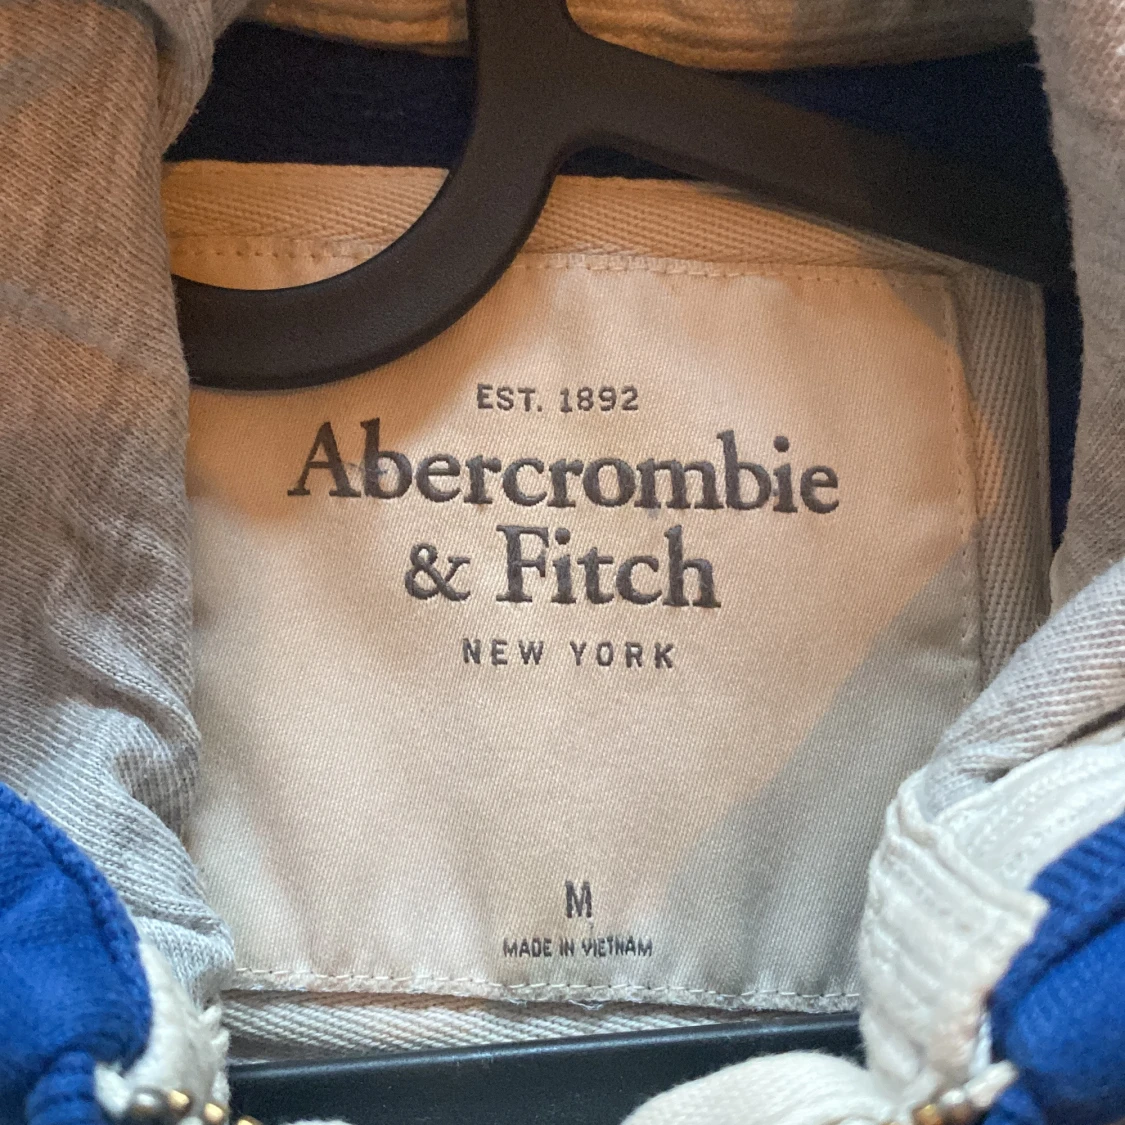 EST. 1892
Abercrombie
& Fitch
NEW YORK
M
MADE IN VIETNAM